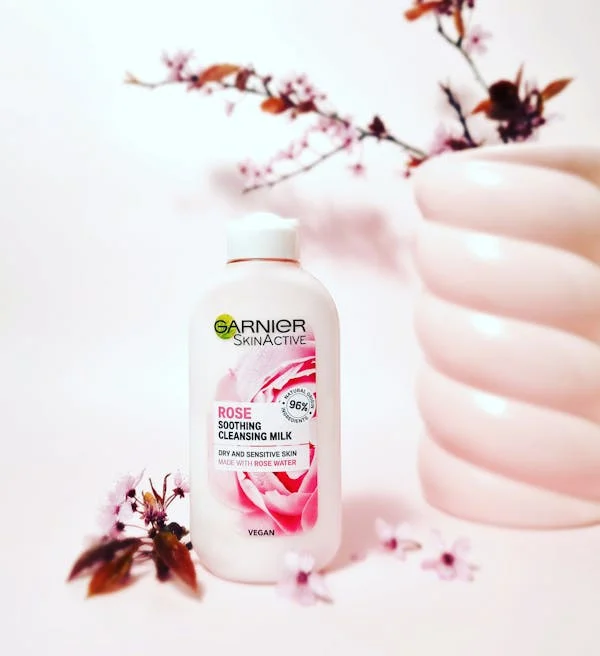 GARNIER
SKINACTIVE
NATURAL ORIGIN
96%
INGREDIENTS
ROSE
SOOTHING
CLEANSING MILK
DRY AND SENSITIVE SKIN
MADE WITH ROSE WATER
VEGAN